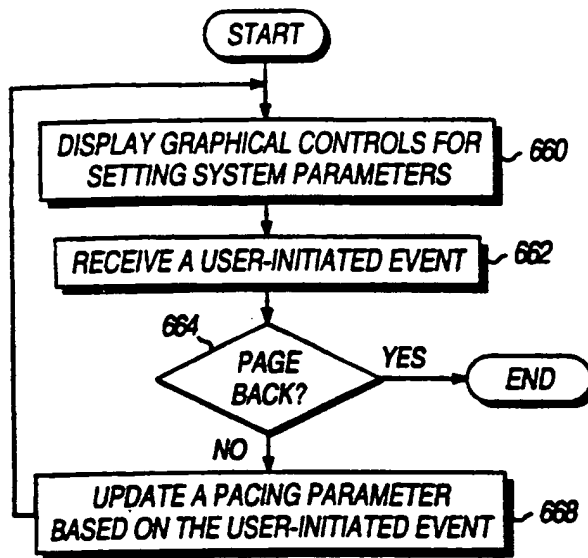 START
DISPLAY GRAPHICAL CONTROLS FOR
SETTING SYSTEM PARAMETERS
660
RECEIVE A USER-INITIATED EVENT
662
664
PAGE
BACK?
YES
END
NO
UPDATE A PACING PARAMETER
BASED ON THE USER-INITIATED EVENT
668